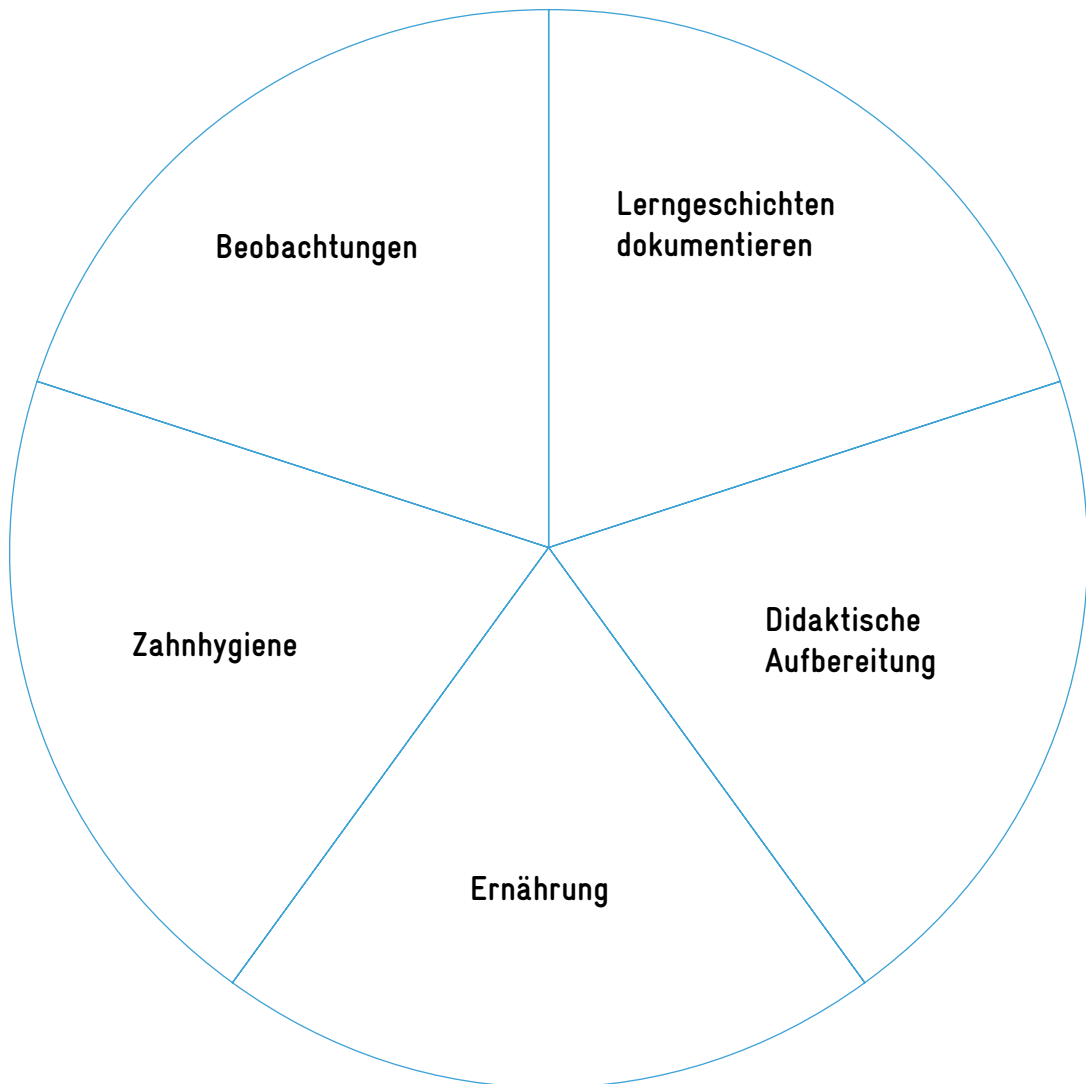 Lerngeschichten
dokumentieren
Beobachtungen
Didaktische
Aufbereitung
Zahnhygiene
Ernährung